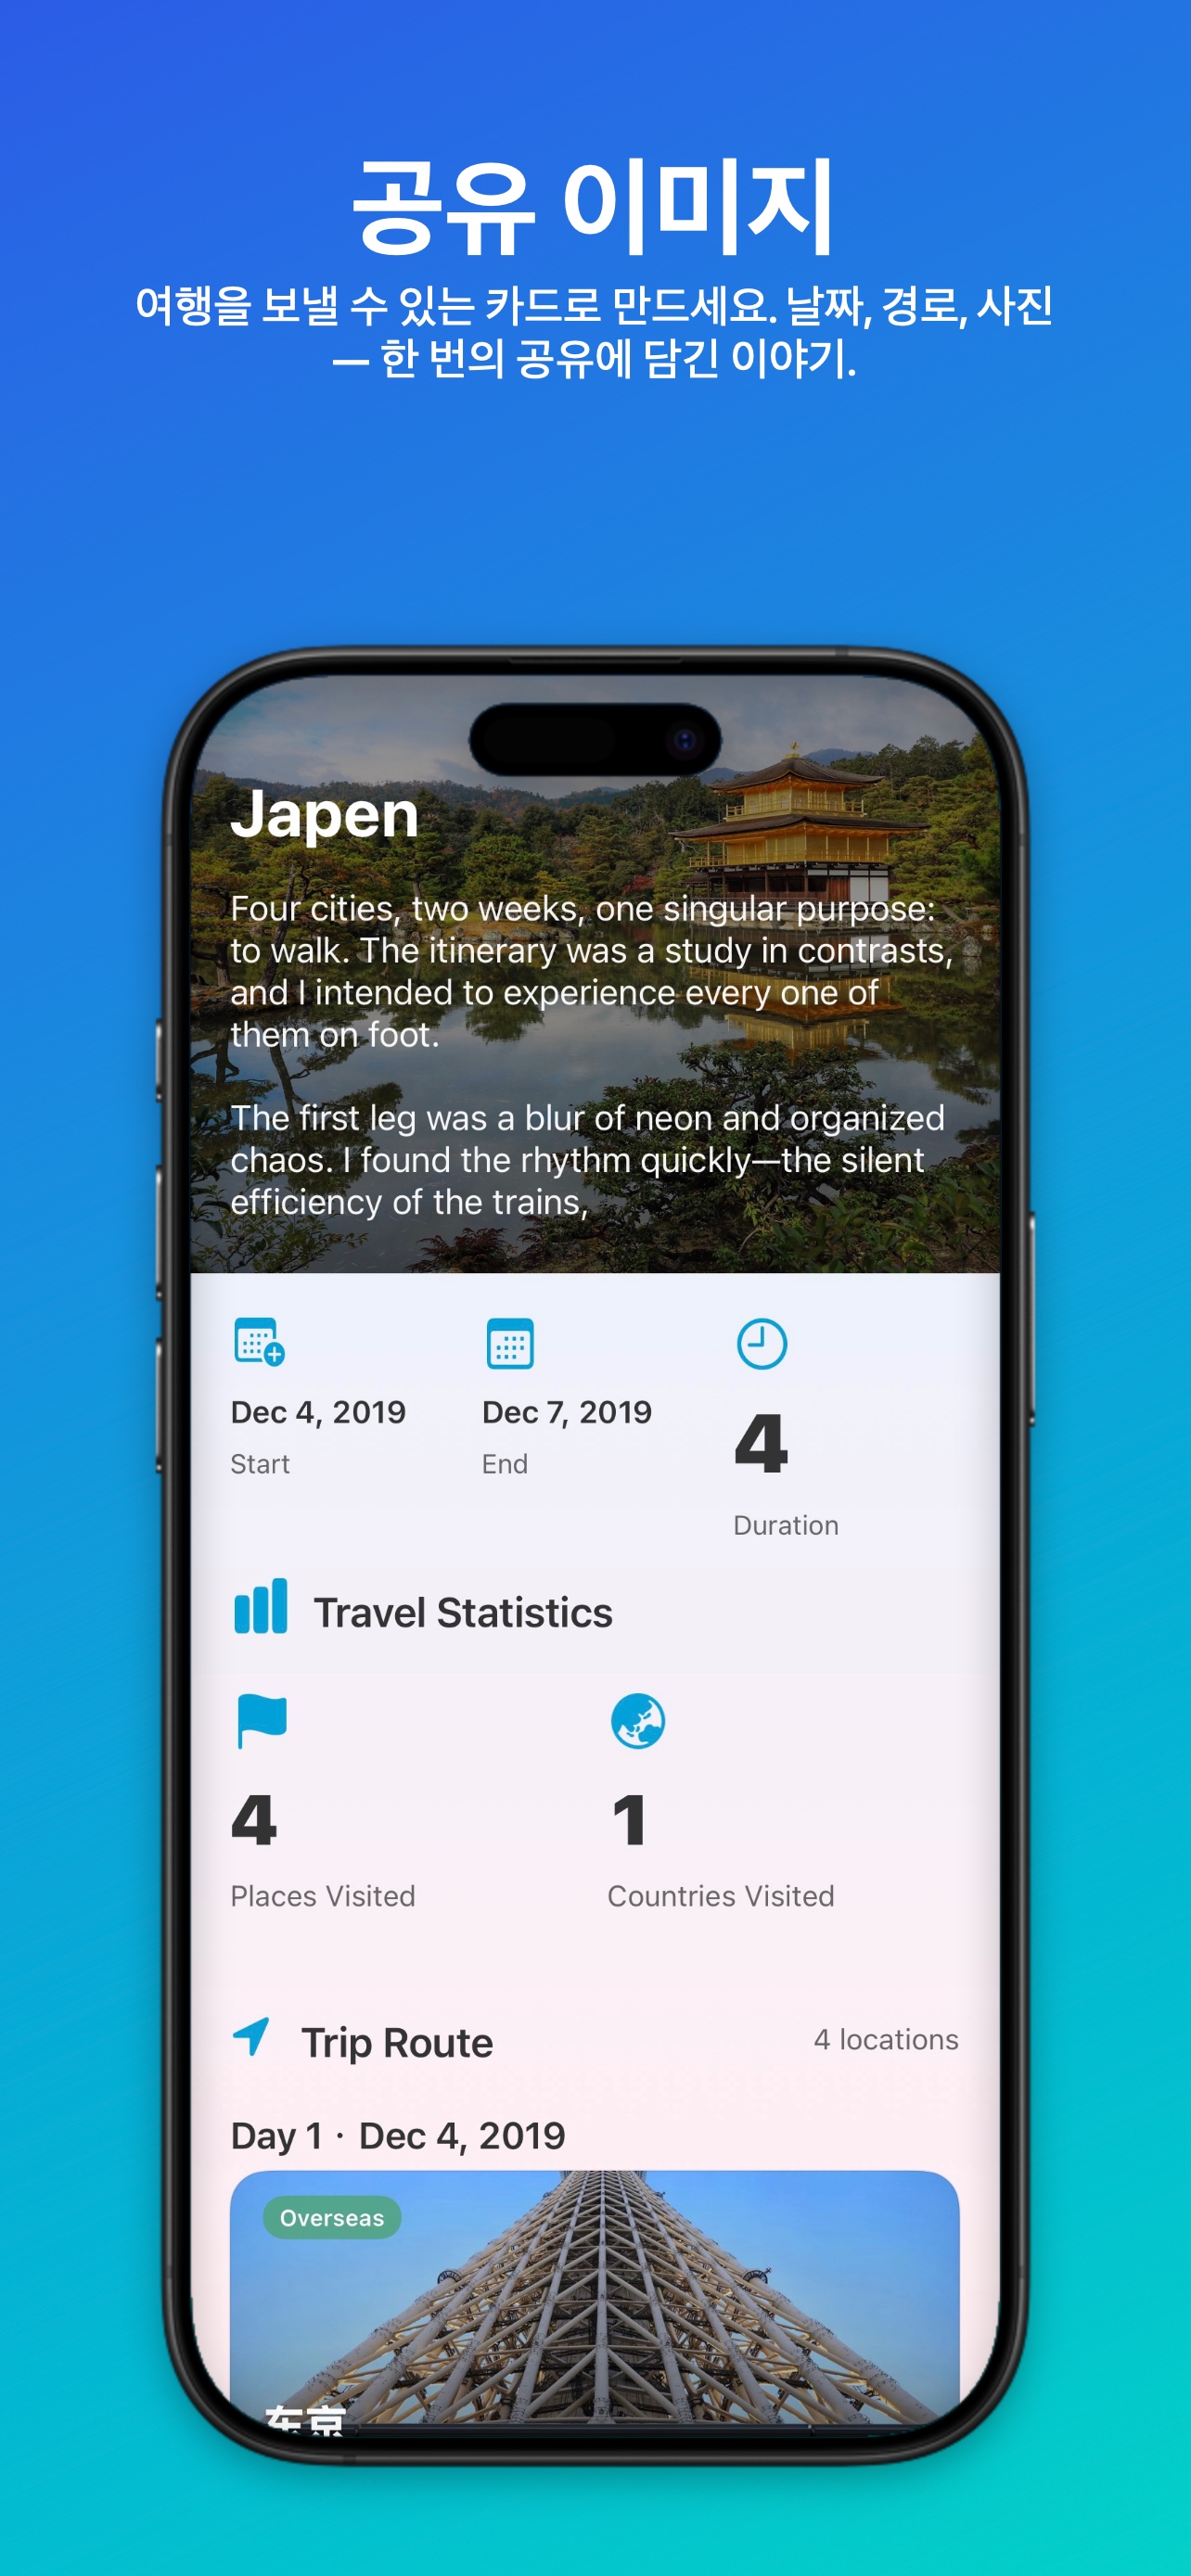 공유 이미지
여행을 보낼 수 있는 카드로 만드세요. 날짜, 경로, 사진
— 한 번의 공유에 담긴 이야기.
Japen
Four cities, two weeks, one singular purpose:
to walk. The itinerary was a study in contrasts,
and I intended to experience every one of
them on foot.
The first leg was a blur of neon and organized
chaos. I found the rhythm quickly—the silent
efficiency of the trains,
Dec 4, 2019
Start
Dec 7, 2019
End
4
Duration
Travel Statistics
4
Places Visited
1
Countries Visited
Trip Route
4 locations
Day 1 · Dec 4, 2019
Overseas
东京